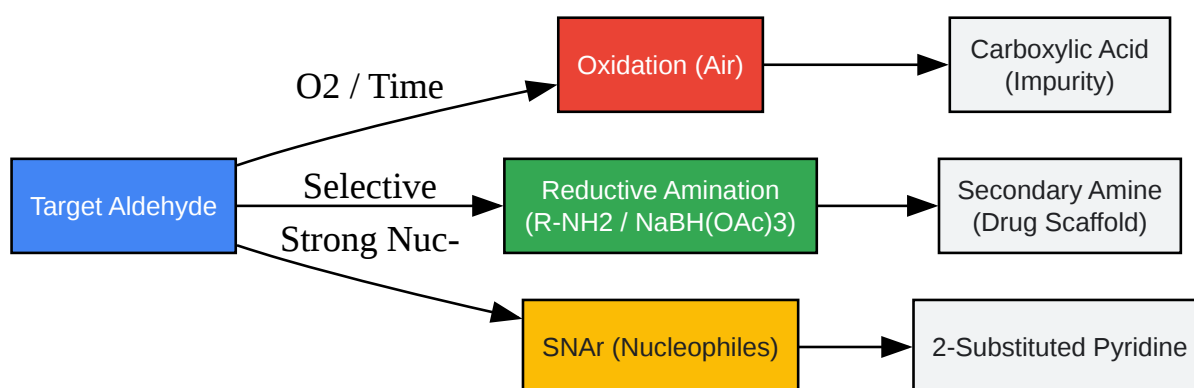 O2 / Time
Oxidation (Air)
Carboxylic Acid
(Impurity)
Target Aldehyde
Selective
Reductive Amination
(R-NH2 / NaBH(OAc)3)
Secondary Amine
(Drug Scaffold)
Strong Nuc-
SNAr (Nucleophiles)
2-Substituted Pyridine